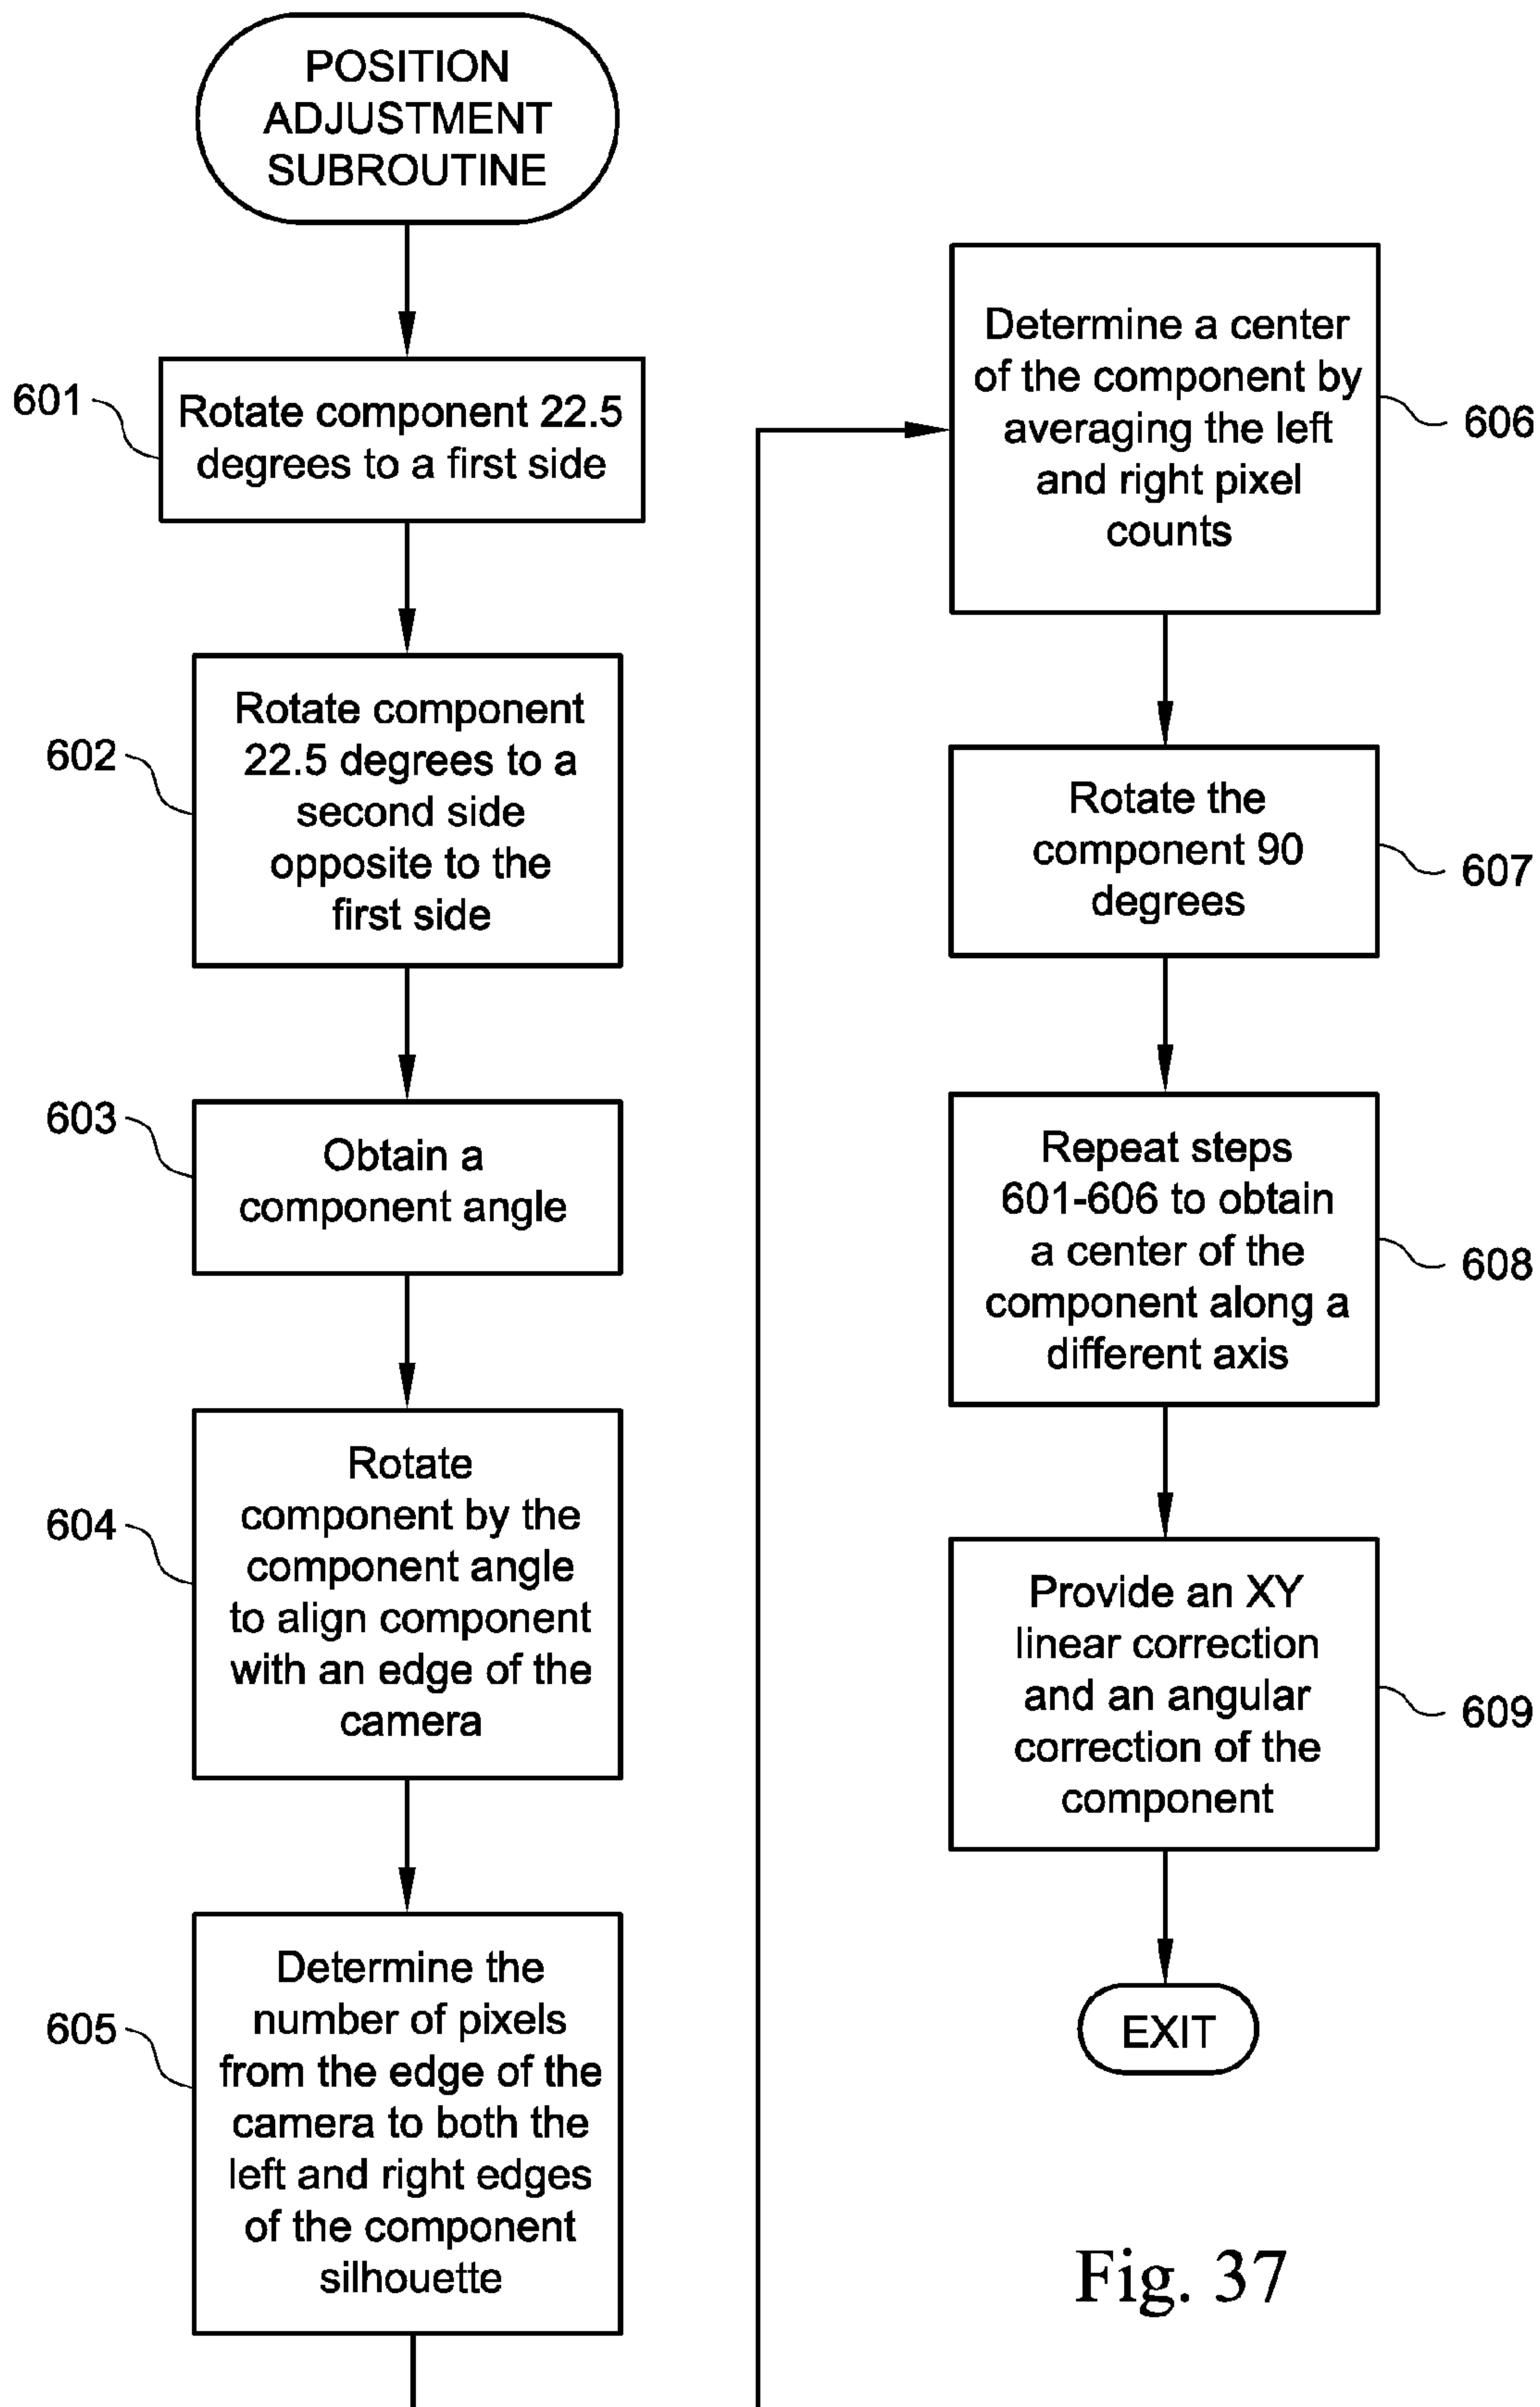 POSITION
ADJUSTMENT
SUBROUTINE
601
Rotate component 22.5
degrees to a first side
602
Rotate component
22.5 degrees to a
second side
opposite to the
first side
603
Obtain a
component angle
604
Rotate
component by the
component angle
to align component
with an edge of the
camera
605
Determine the
number of pixels
from the edge of the
camera to both the
left and right edges
of the component
silhouette
Determine a center
of the component by
averaging the left
and right pixel
counts
606
Rotate the
component 90
degrees
607
Repeat steps
601-606 to obtain
a center of the
component along a
different axis
608
Provide an XY
linear correction
and an angular
correction of the
component
609
EXIT
Fig. 37